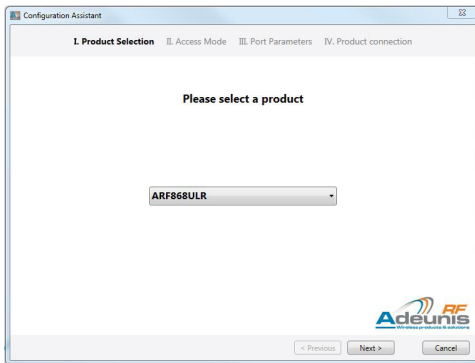 Configuration Assistant
I. Product Selection II. Access Mode III. Port Parameters IV. Product connection
Please select a product
ARF868ULR
Adeunis RF
Wireless products & solutions
< Previous Next > Cancel